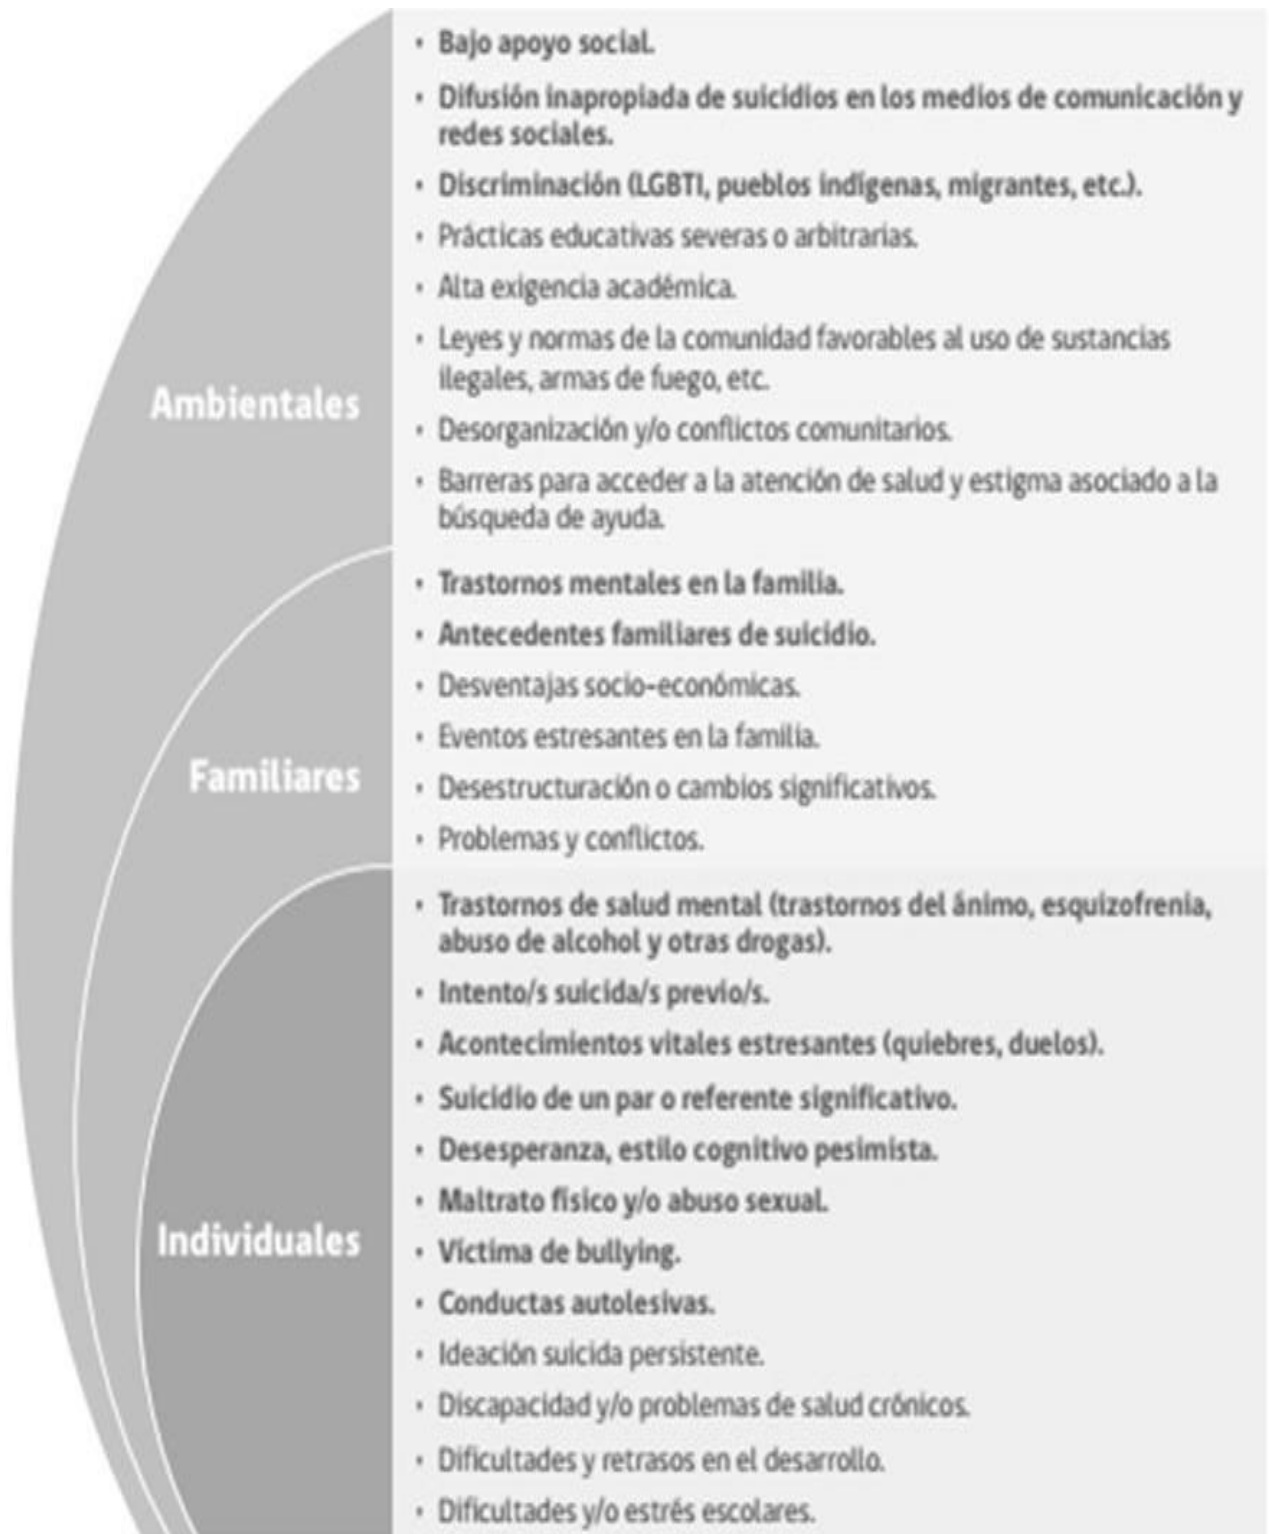 Ambientales
• Bajo apoyo social.
• Difusión inapropiada de suicidios en los medios de comunicación y
redes sociales.
• Discriminación (LGBTI, pueblos indígenas, migrantes, etc.).
• Prácticas educativas severas o arbitrarias.
• Alta exigencia académica.
• Leyes y normas de la comunidad favorables al uso de sustancias
ilegales, armas de fuego, etc.
• Desorganización y/o conflictos comunitarios.
• Barreras para acceder a la atención de salud y estigma asociado a la
búsqueda de ayuda.
Familiares
• Trastornos mentales en la familia.
• Antecedentes familiares de suicidio.
• Desventajas socio-económicas.
• Eventos estresantes en la familia.
• Desestructuración o cambios significativos.
• Problemas y conflictos.
Individuales
• Trastornos de salud mental (trastornos del ánimo, esquizofrenia,
abuso de alcohol y otras drogas).
• Intento/s suicida/s previo/s.
• Acontecimientos vitales estresantes (quiebres, duelos).
• Suicidio de un par o referente significativo.
• Desesperanza, estilo cognitivo pesimista.
• Maltrato físico y/o abuso sexual.
• Víctima de bullying.
• Conductas autolesivas.
• Ideación suicida persistente.
• Discapacidad y/o problemas de salud crónicos.
• Dificultades y retrasos en el desarrollo.
• Dificultades y/o estrés escolares.